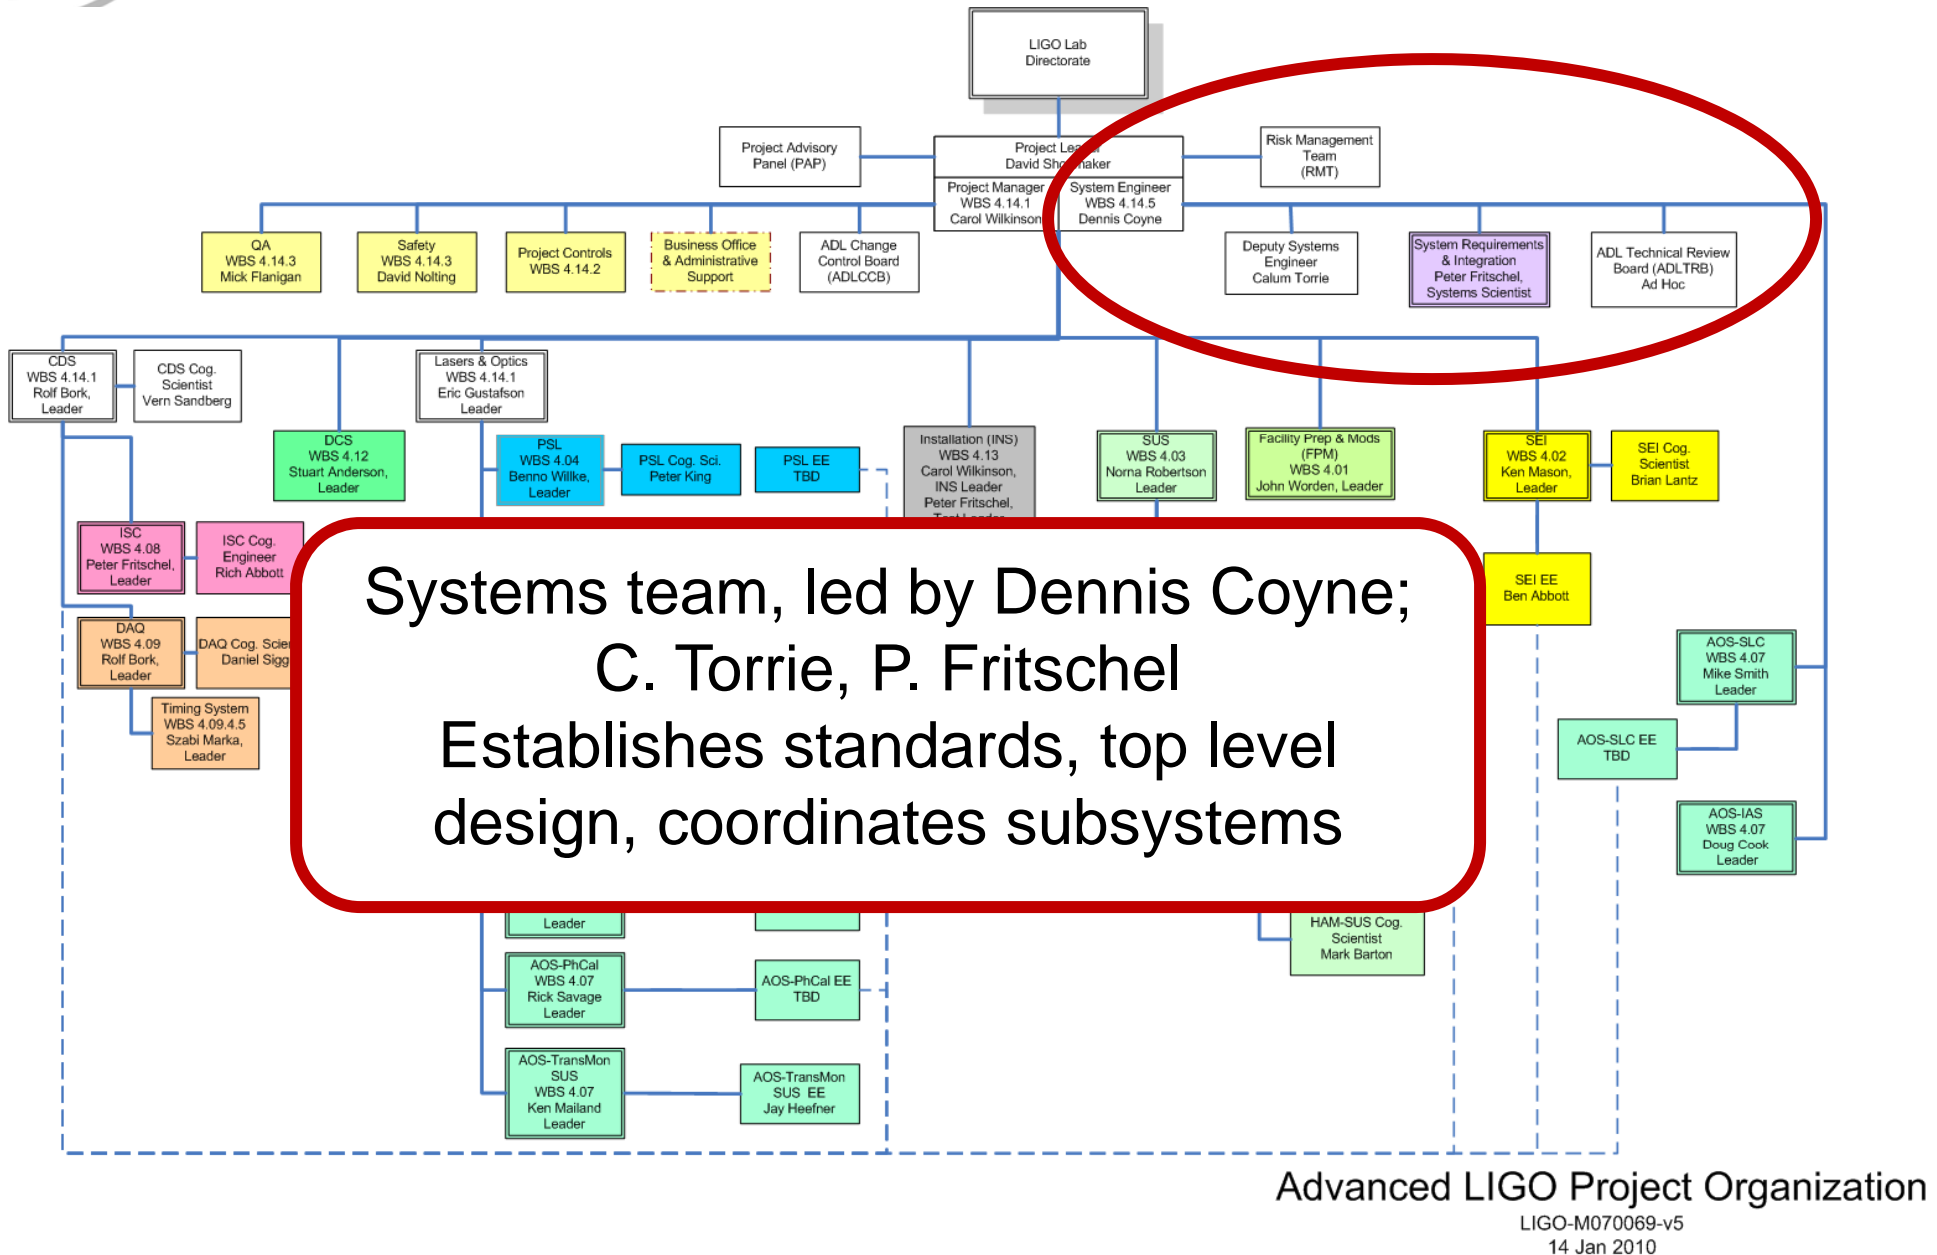 LIGO Lab
Directorate
Project Advisory
Panel (PAP)
Project Leader
David Shoemaker
Risk Management
Team
(RMT)
Project Manager
WBS 4.14.1
Carol Wilkinson
System Engineer
WBS 4.14.5
Dennis Coyne
QA
WBS 4.14.3
Mick Flanigan
Safety
WBS 4.14.3
David Nolting
Project Controls
WBS 4.14.2
Business Office
& Administrative
Support
ADL Change
Control Board
(ADLCCB)
Deputy Systems
Engineer
Calum Torrie
System Requirements
& Integration
Peter Fritschel,
Systems Scientist
ADL Technical Review
Board (ADLTRB)
Ad Hoc
CDS
WBS 4.14.1
Rolf Bork,
Leader
CDS Cog.
Scientist
Vern Sandberg
Lasers & Optics
WBS 4.14.1
Eric Gustafson
Leader
DCS
WBS 4.12
Stuart Anderson,
Leader
PSL
WBS 4.04
Benno Willke,
Leader
PSL Cog. Sci.
Peter King
PSL EE
TBD
Installation (INS)
WBS 4.13
Carol Wilkinson,
INS Leader
Peter Fritschel,
Test Leader
SUS
WBS 4.03
Norna Robertson
Leader
Facility Prep & Mods
(FPM)
WBS 4.01
John Worden, Leader
SEI
WBS 4.02
Ken Mason,
Leader
SEI Cog.
Scientist
Brian Lantz
ISC
WBS 4.08
Peter Fritschel,
Leader
ISC Cog.
Engineer
Rich Abbott
SEI EE
Ben Abbott
DAQ
WBS 4.09
Rolf Bork,
Leader
DAQ Cog.
Daniel
Timing System
WBS 4.09.4.5
Szabi Marka,
Leader
Systems team, led by Dennis Coyne;
C. Torrie, P. Fritschel
Establishes standards, top level
design, coordinates subsystems
AOS-SLC
WBS 4.07
Mike Smith
Leader
AOS-SLC EE
TBD
AOS-IAS
WBS 4.07
Doug Cook
Leader
Leader
HAM-SUS Cog.
Scientist
Mark Barton
AOS-PhCal
WBS 4.07
Rick Savage
Leader
AOS-PhCal EE
TBD
AOS-TransMon
SUS
WBS 4.07
Ken Mailand
Leader
AOS-TransMon
SUS EE
Jay Heefner
Advanced LIGO Project Organization
LIGO-M070069-v5
14 Jan 2010